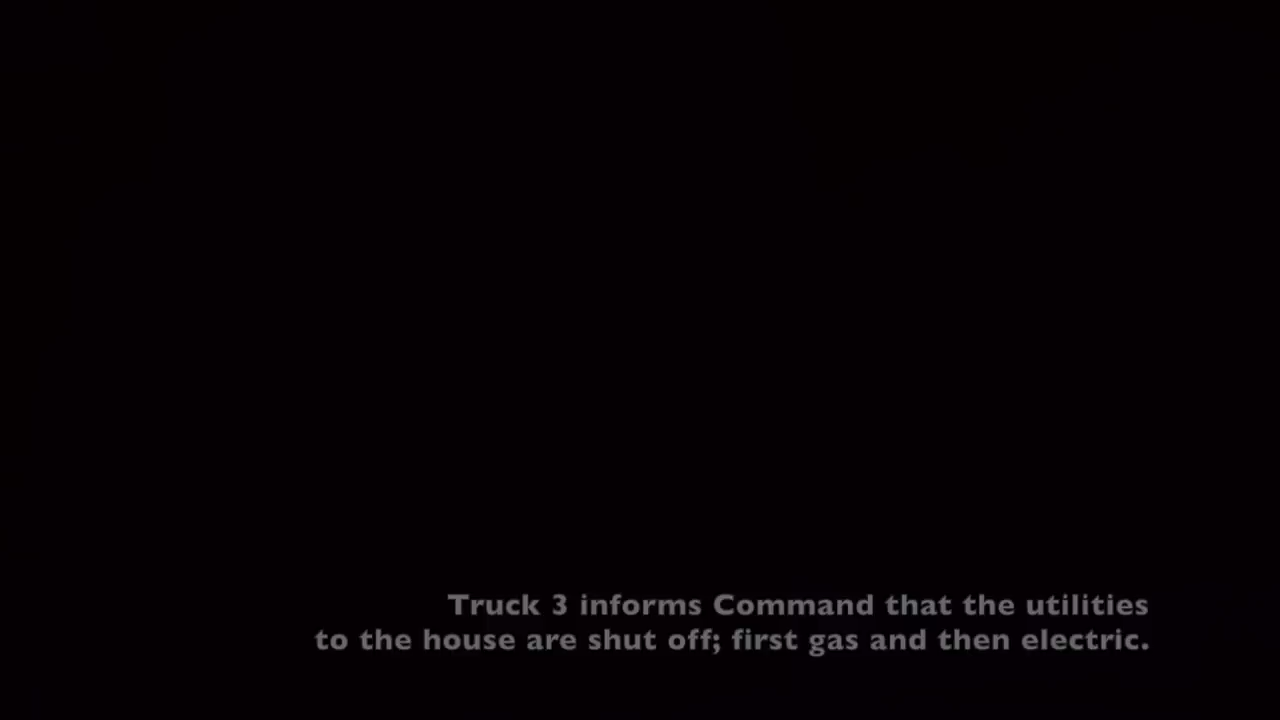 Truck 3 informs Command that the utilities
to the house are shut off; first gas and then electric.